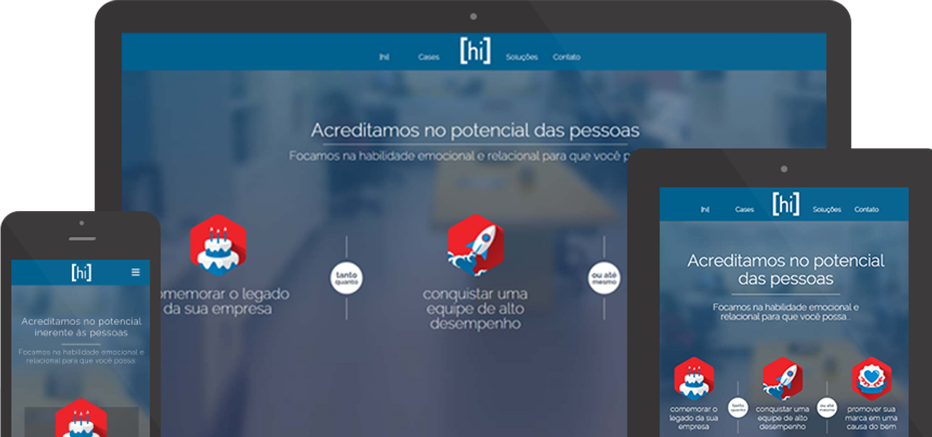 [hi] Cases [hi] Soluções Contato
Acreditamos no potencial das pessoas
Focamos na habilidade emocional e relacional para que você p
omemorar o legado
da sua empresa
tanto
quanto
conquistar uma
equipe de alto
desempenho
ou até
mesmo
[hi]
Acreditamos no potencial
inerente às pessoas
Focamos na habilidade emocional e
relacional para que você possa
[hi] Cases [hi] Soluções Contato
Acreditamos no potencial
das pessoas
Focamos na habilidade emocional e
relacional para que você possa...
comemorar o
legado da sua
empresa
tanto
quanto
conquistar uma
equipe de alto
desempenho
ou até
mesmo
promover sua
marca em uma
causa do bem